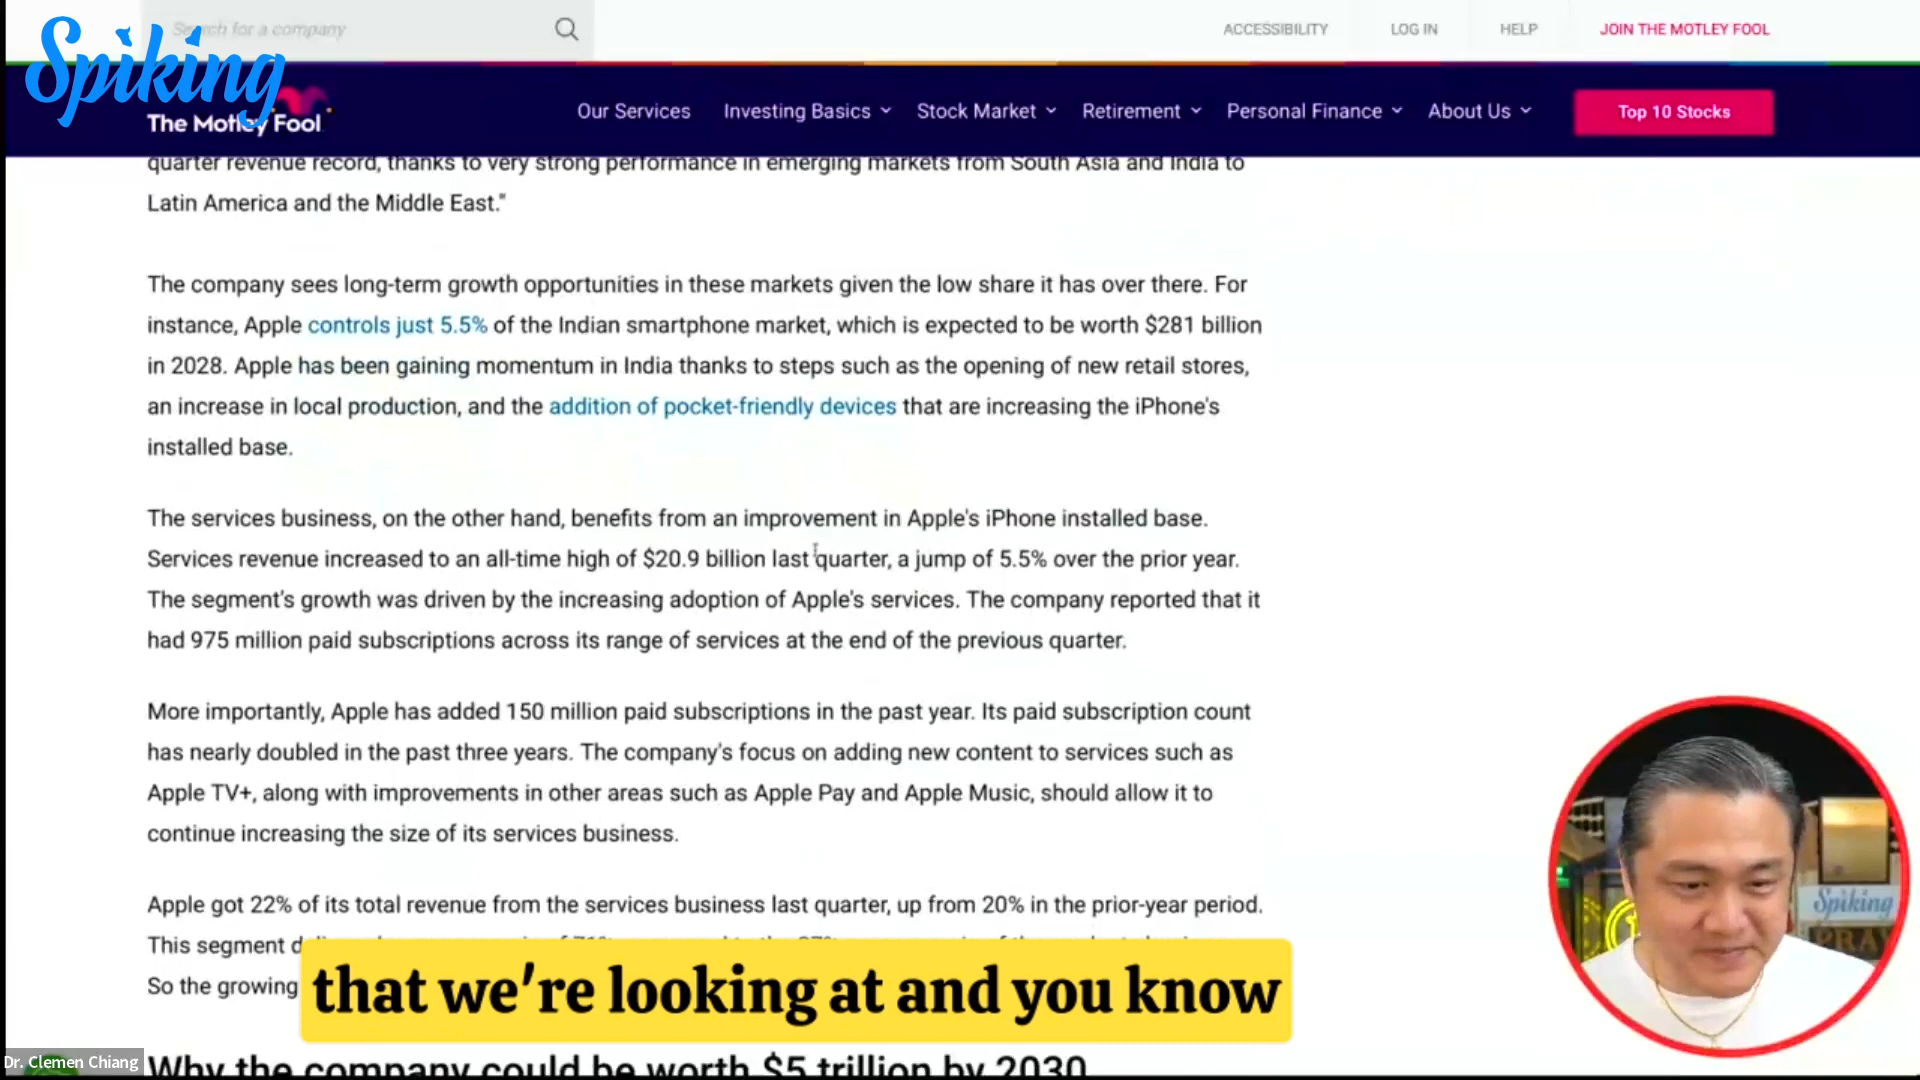 Search for a company
ACCESSIBILITY
LOG IN
HELP
JOIN THE MOTLEY FOOL
Spiking
The Motley Fool
Our Services
Investing Basics
Stock Market
Retirement
Personal Finance
About Us
Top 10 Stocks
quarter revenue record, thanks to very strong performance in emerging markets from South Asia and India to
Latin America and the Middle East."
The company sees long-term growth opportunities in these markets given the low share it has over there. For
instance, Apple controls just 5.5% of the Indian smartphone market, which is expected to be worth $281 billion
in 2028. Apple has been gaining momentum in India thanks to steps such as the opening of new retail stores,
an increase in local production, and the addition of pocket-friendly devices that are increasing the iPhone's
installed base.
The services business, on the other hand, benefits from an improvement in Apple's iPhone installed base.
Services revenue increased to an all-time high of $20.9 billion last quarter, a jump of 5.5% over the prior year.
The segment's growth was driven by the increasing adoption of Apple's services. The company reported that it
had 975 million paid subscriptions across its range of services at the end of the previous quarter.
More importantly, Apple has added 150 million paid subscriptions in the past year. Its paid subscription count
has nearly doubled in the past three years. The company's focus on adding new content to services such as
Apple TV+, along with improvements in other areas such as Apple Pay and Apple Music, should allow it to
continue increasing the size of its services business.
Apple got 22% of its total revenue from the services business last quarter, up from 20% in the prior-year period.
This segment
So the growing
that we're looking at and you know
Spiking
PRAY
Dr. Clemen Chiang
Why the company could be worth $5 trillion by 2030